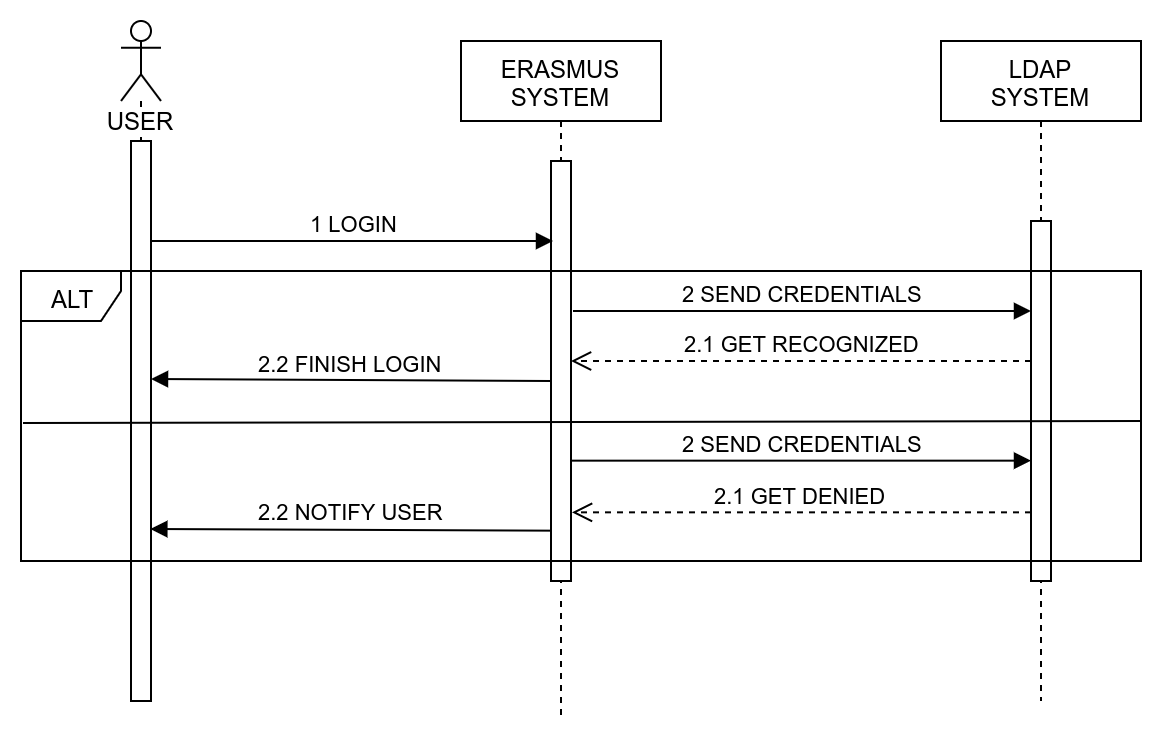 USER
ERASMUS
SYSTEM
LDAP
SYSTEM
1 LOGIN
ALT
2 SEND CREDENTIALS
2.1 GET RECOGNIZED
2.2 FINISH LOGIN
2 SEND CREDENTIALS
2.1 GET DENIED
2.2 NOTIFY USER